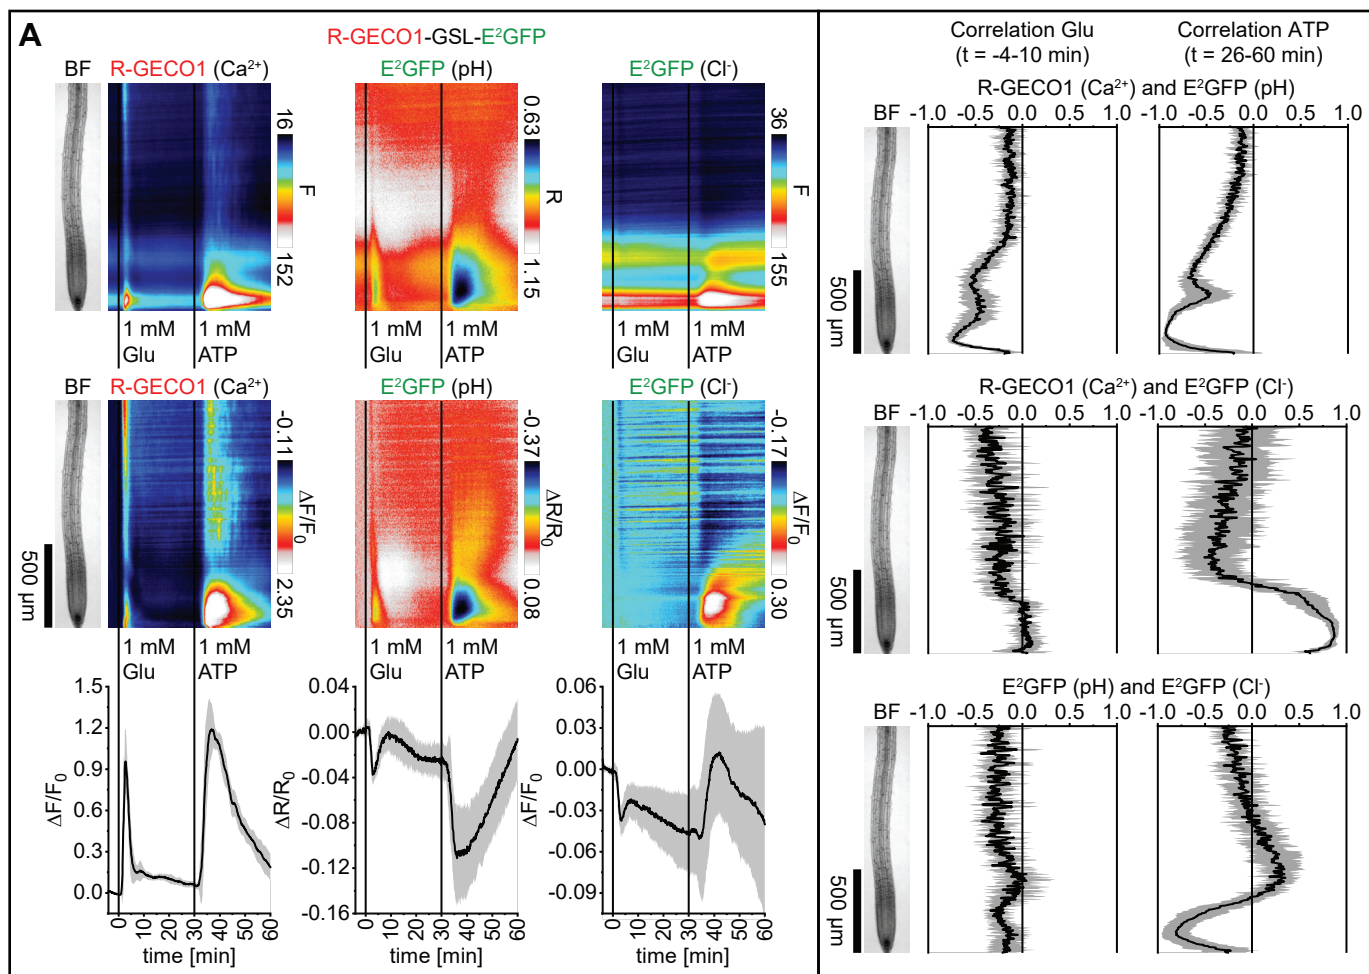 A
R-GECO1-GSL-E²GFP
BF R-GECO1 (Ca²⁺) E²GFP (pH) E²GFP (Cl⁻)
16 F 152
0.63 R 1.15
36 F 155
1 mM Glu 1 mM ATP
1 mM Glu 1 mM ATP
1 mM Glu 1 mM ATP
BF R-GECO1 (Ca²⁺) E²GFP (pH) E²GFP (Cl⁻)
500 µm
-0.11 ΔF/F₀ 2.35
-0.37 ΔR/R₀ 0.08
-0.17 ΔF/F₀ 0.30
1 mM Glu 1 mM ATP
1 mM Glu 1 mM ATP
1 mM Glu 1 mM ATP
ΔF/F₀
1.5
1.2
0.9
0.6
0.3
0.0
0 10 20 30 40 50 60
time [min]
ΔR/R₀
0.04
0.00
-0.04
-0.08
-0.12
-0.16
0 10 20 30 40 50 60
time [min]
ΔF/F₀
0.06
0.03
0.00
-0.03
-0.06
-0.09
0 10 20 30 40 50 60
time [min]
Correlation Glu
(t = -4-10 min)
Correlation ATP
(t = 26-60 min)
R-GECO1 (Ca²⁺) and E²GFP (pH)
BF -1.0 -0.5 0.0 0.5 1.0 -1.0 -0.5 0.0 0.5 1.0
500 µm
R-GECO1 (Ca²⁺) and E²GFP (Cl⁻)
BF -1.0 -0.5 0.0 0.5 1.0 -1.0 -0.5 0.0 0.5 1.0
500 µm
E²GFP (pH) and E²GFP (Cl⁻)
BF -1.0 -0.5 0.0 0.5 1.0 -1.0 -0.5 0.0 0.5 1.0
500 µm